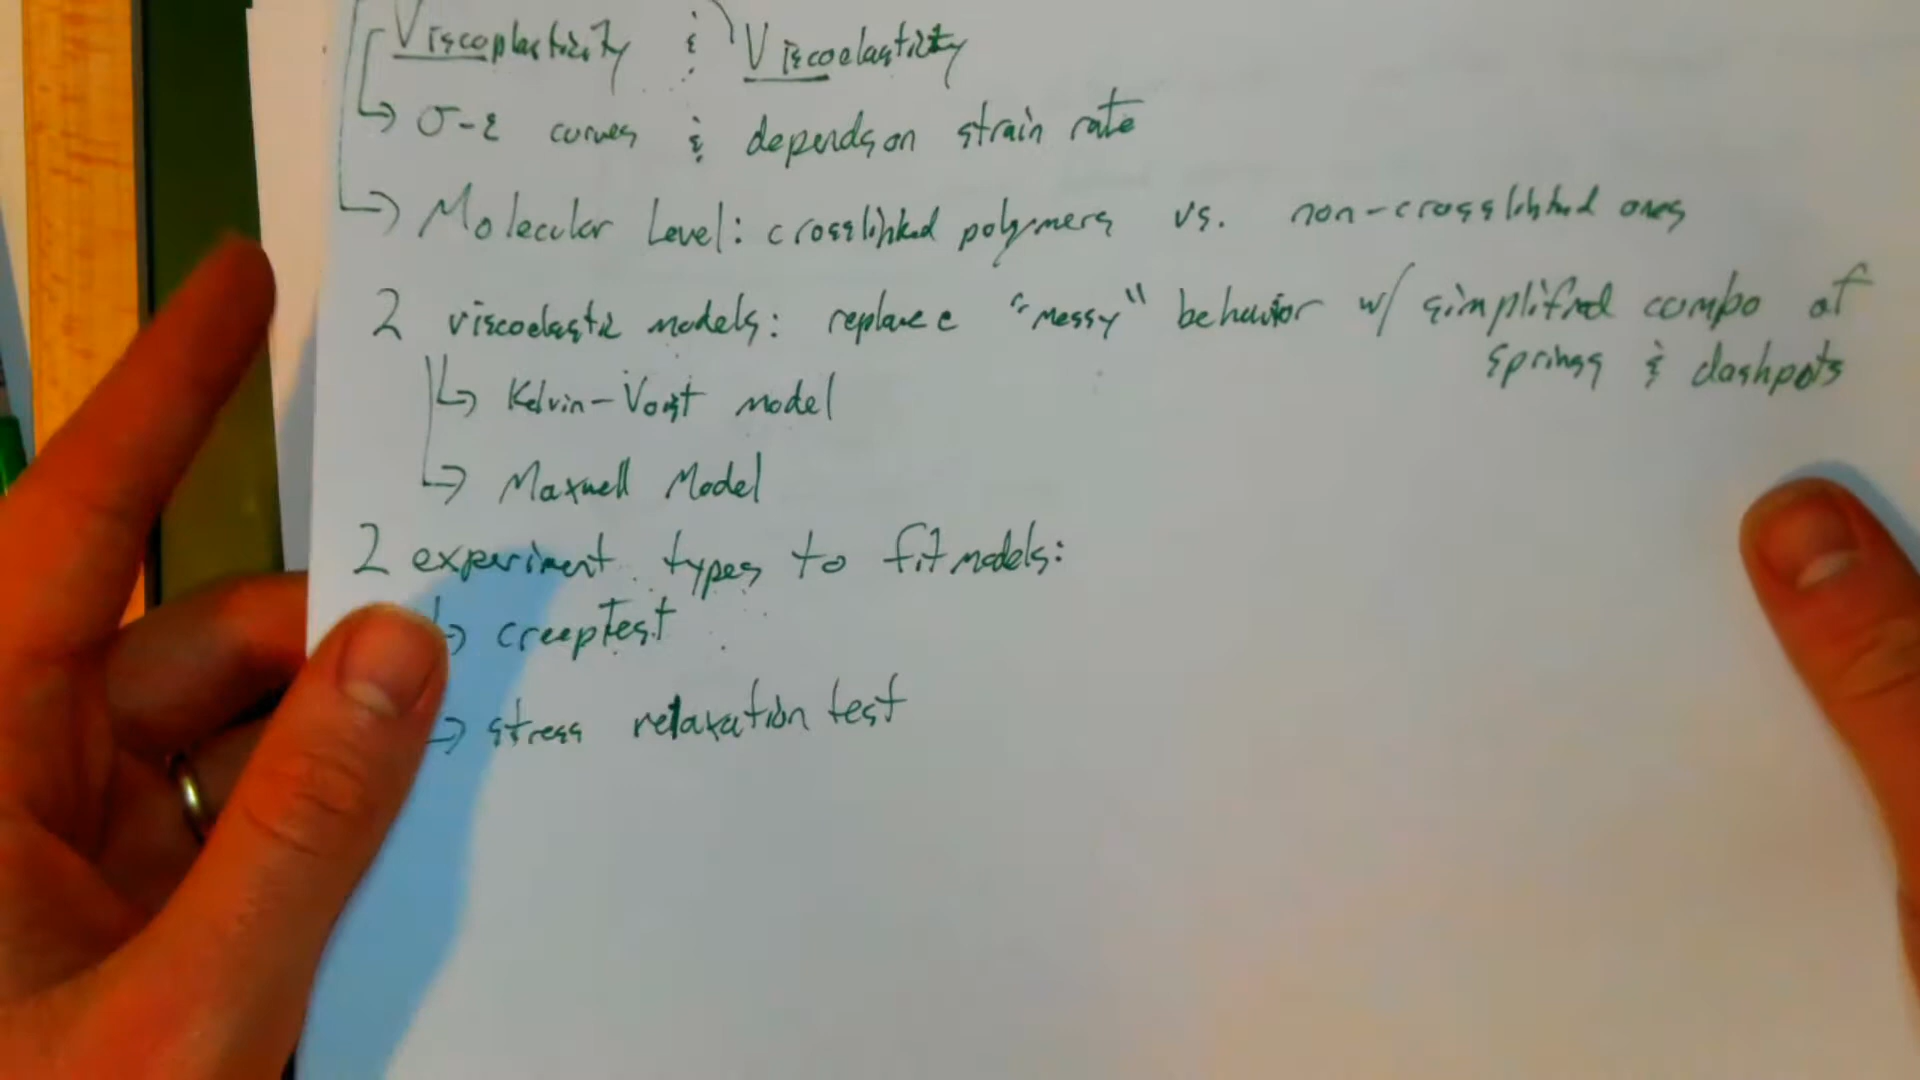 Viscoplasticity & Viscoelasticity
→ σ-ε curves & depends on strain rate
→ Molecular Level: crosslinked polymers vs. non-crosslinked ones
2 viscoelastic models: replace "messy" behavior w/ simplified combo of
springs & dashpots
→ Kelvin-Voigt model
→ Maxwell Model
2 experiment types to fit models:
→ creep test
→ stress relaxation test